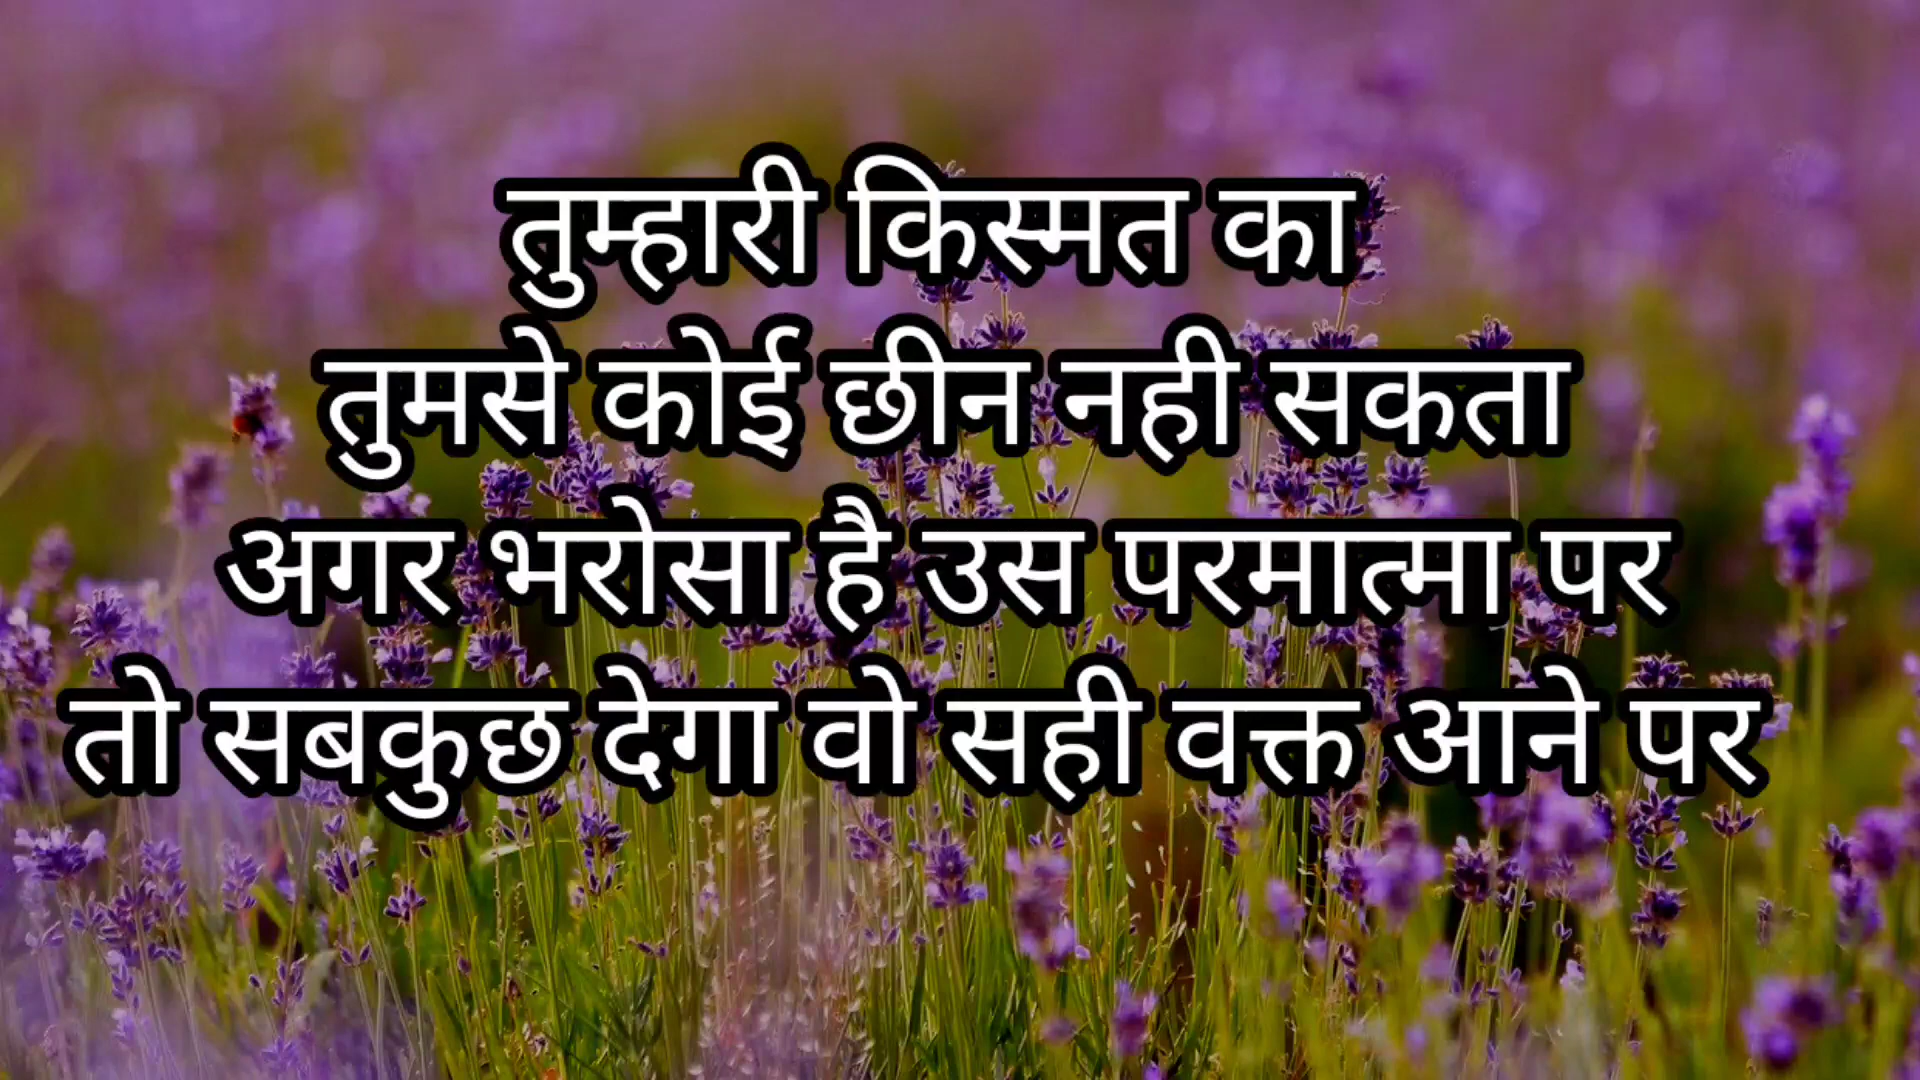 तुम्हारी किस्मत का
तुमसे कोई छीन नही सकता
अगर भरोसा है उस परमात्मा पर
तो सबकुछ देगा वो सही वक्त आने पर